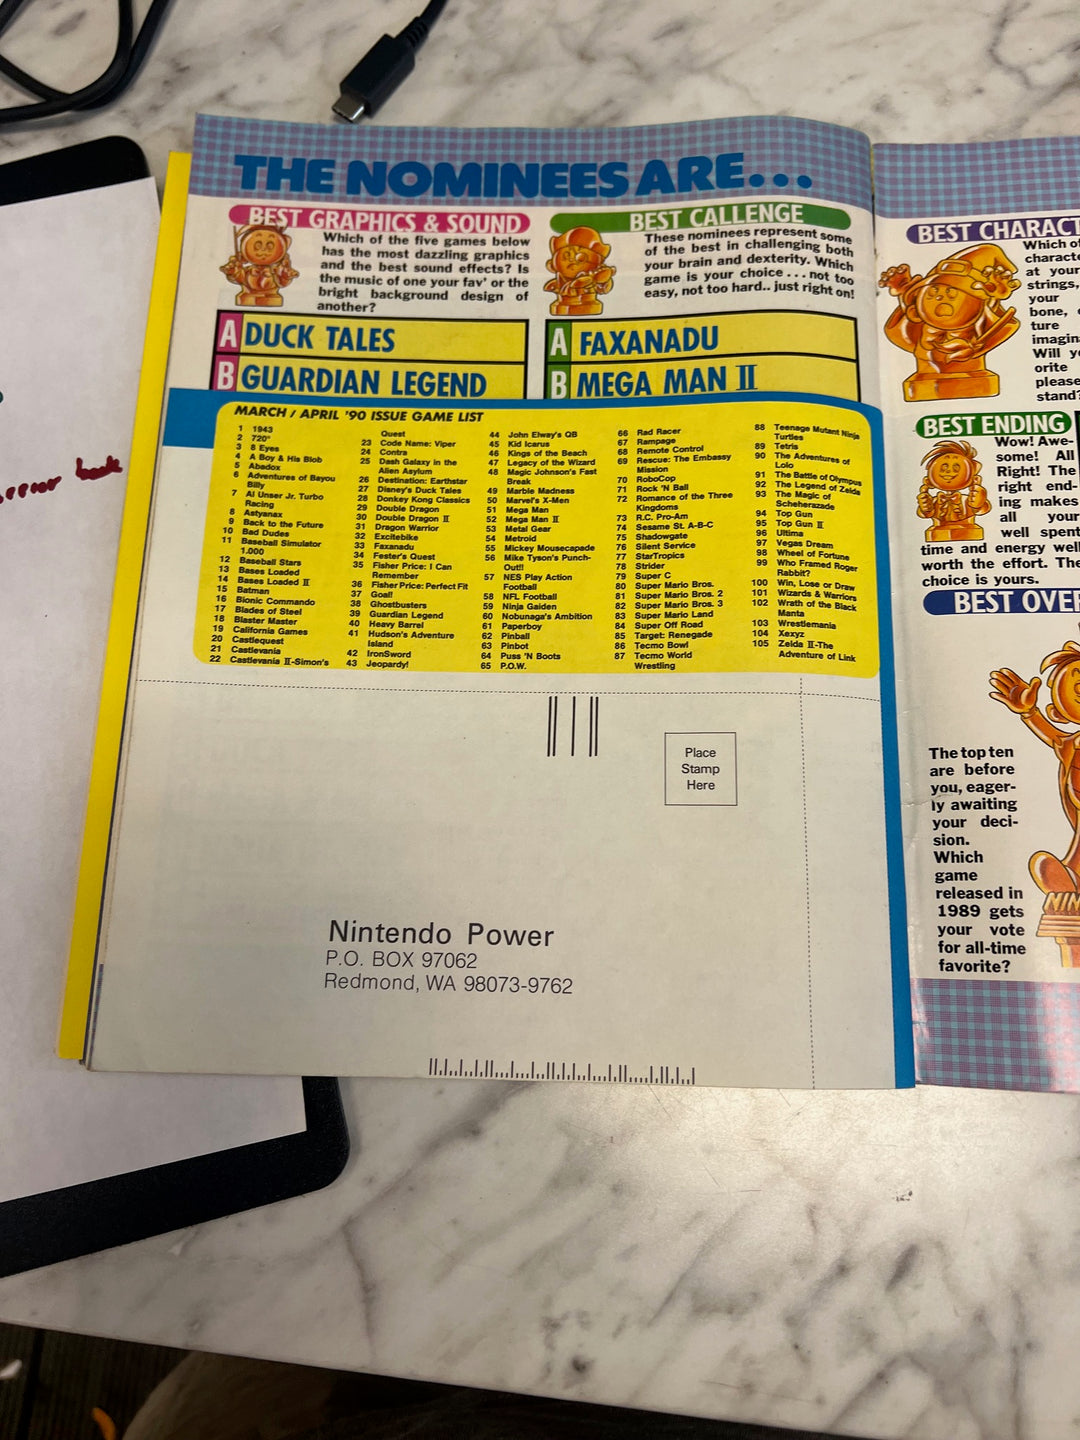 THE NOMINEES ARE...
BEST GRAPHICS & SOUND
Which of the five games below
has the most dazzling graphics
and the best sound effects? Is
the music of one your fav' or the
bright background design of
another?
A DUCK TALES
B GUARDIAN LEGEND
BEST CALLENGE
These nominees represent some
of the best in challenging both
your brain and dexterity. Which
game is your choice . . . not too
easy, not too hard.. just right on!
A FAXANADU
B MEGA MAN II
MARCH / APRIL '90 ISSUE GAME LIST
1 1943
2 720°
3 8 Eyes
4 A Boy & His Blob
5 Abadox
6 Adventures of Bayou
Billy
7 Al Unser Jr. Turbo
Racing
8 Astyanax
9 Back to the Future
10 Bad Dudes
11 Baseball Simulator
1.000
12 Baseball Stars
13 Bases Loaded
14 Bases Loaded II
15 Batman
16 Bionic Commando
17 Blades of Steel
18 Blaster Master
19 California Games
20 Castlequest
21 Castlevania
22 Castlevania II-Simon's
Quest
23 Code Name: Viper
24 Contra
25 Dash Galaxy in the
Alien Asylum
26 Destination: Earthstar
27 Disney's Duck Tales
28 Donkey Kong Classics
29 Double Dragon
30 Double Dragon II
31 Dragon Warrior
32 Excitebike
33 Faxanadu
34 Fester's Quest
35 Fisher Price: I Can
Remember
36 Fisher Price: Perfect Fit
37 Goal!
38 Ghostbusters
39 Guardian Legend
40 Heavy Barrel
41 Hudson's Adventure
Island
42 IronSword
43 Jeopardy!
44 John Elway's QB
45 Kid Icarus
46 Kings of the Beach
47 Legacy of the Wizard
48 Magic Johnson's Fast
Break
49 Marble Madness
50 Marvel's X-Men
51 Mega Man
52 Mega Man II
53 Metal Gear
54 Metroid
55 Mickey Mousecapade
56 Mike Tyson's Punch-
Out!!
57 NES Play Action
Football
58 NFL Football
59 Ninja Gaiden
60 Nobunaga's Ambition
61 Paperboy
62 Pinball
63 Pinbot
64 Puss 'N Boots
65 P.O.W.
66 Rad Racer
67 Rampage
68 Remote Control
69 Rescue: The Embassy
Mission
70 RoboCop
71 Rock 'N Ball
72 Romance of the Three
Kingdoms
73 R.C. Pro-Am
74 Sesame St. A-B-C
75 Shadowgate
76 Silent Service
77 StarTropics
78 Strider
79 Super C
80 Super Mario Bros.
81 Super Mario Bros. 2
82 Super Mario Bros. 3
83 Super Mario Land
84 Super Off Road
85 Target: Renegade
86 Tecmo Bowl
87 Tecmo World
Wrestling
88 Teenage Mutant Ninja
Turtles
89 Tetris
90 The Adventures of
Lolo
91 The Battle of Olympus
92 The Legend of Zelda
93 The Magic of
Scheherazade
94 Top Gun
95 Top Gun II
96 Ultima
97 Vegas Dream
98 Wheel of Fortune
99 Who Framed Roger
Rabbit?
100 Win, Lose or Draw
101 Wizards & Warriors
102 Wrath of the Black
Manta
103 Wrestlemania
104 Xexyz
105 Zelda II-The
Adventure of Link
Place
Stamp
Here
Nintendo Power
P.O. BOX 97062
Redmond, WA 98073-9762
BEST CHARACT
Which of
characte
at your
strings,
your
bone,
ture
imagin
Will y
orite
please
stand?
BEST ENDING
Wow! Awe-
some! All
Right! The
right end-
ing makes
all your
well spent
time and energy well
worth the effort. The
choice is yours.
BEST OVER
The top ten
are before
you, eager-
ly awaiting
your deci-
sion.
Which
game
released in
1989 gets
your vote
for all-time
favorite?
NIN